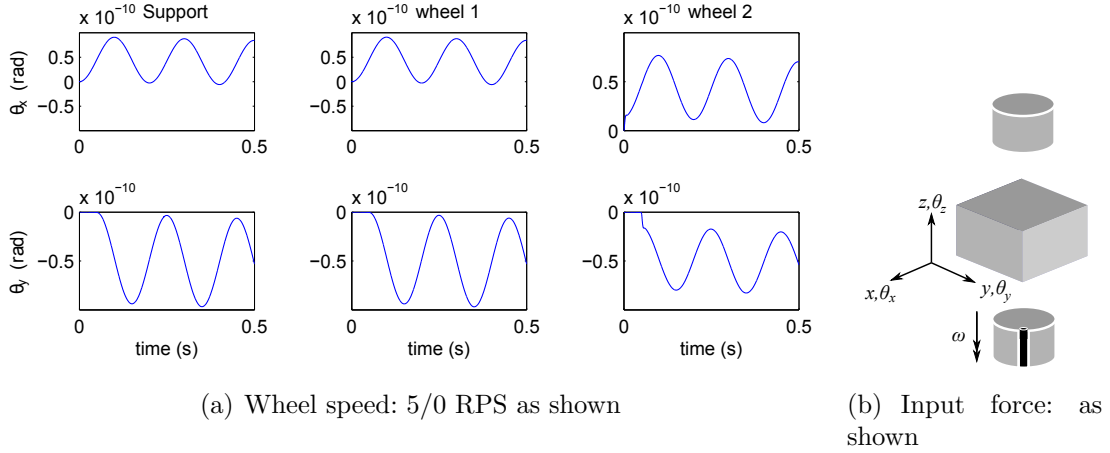 x 10⁻¹⁰ Support
x 10⁻¹⁰ wheel 1
x 10⁻¹⁰ wheel 2
θx (rad)
0.5
0
−0.5
0
0.5
0.5
0
−0.5
0
0.5
0.5
0
0
0.5
x 10⁻¹⁰
x 10⁻¹⁰
x 10⁻¹⁰
θy (rad)
0
−0.5
0
0.5
time (s)
0
−0.5
0
0.5
time (s)
0
−0.5
0
0.5
time (s)
z,θz
x,θx
y,θy
ω
(a) Wheel speed: 5/0 RPS as shown
(b) Input force: as
shown